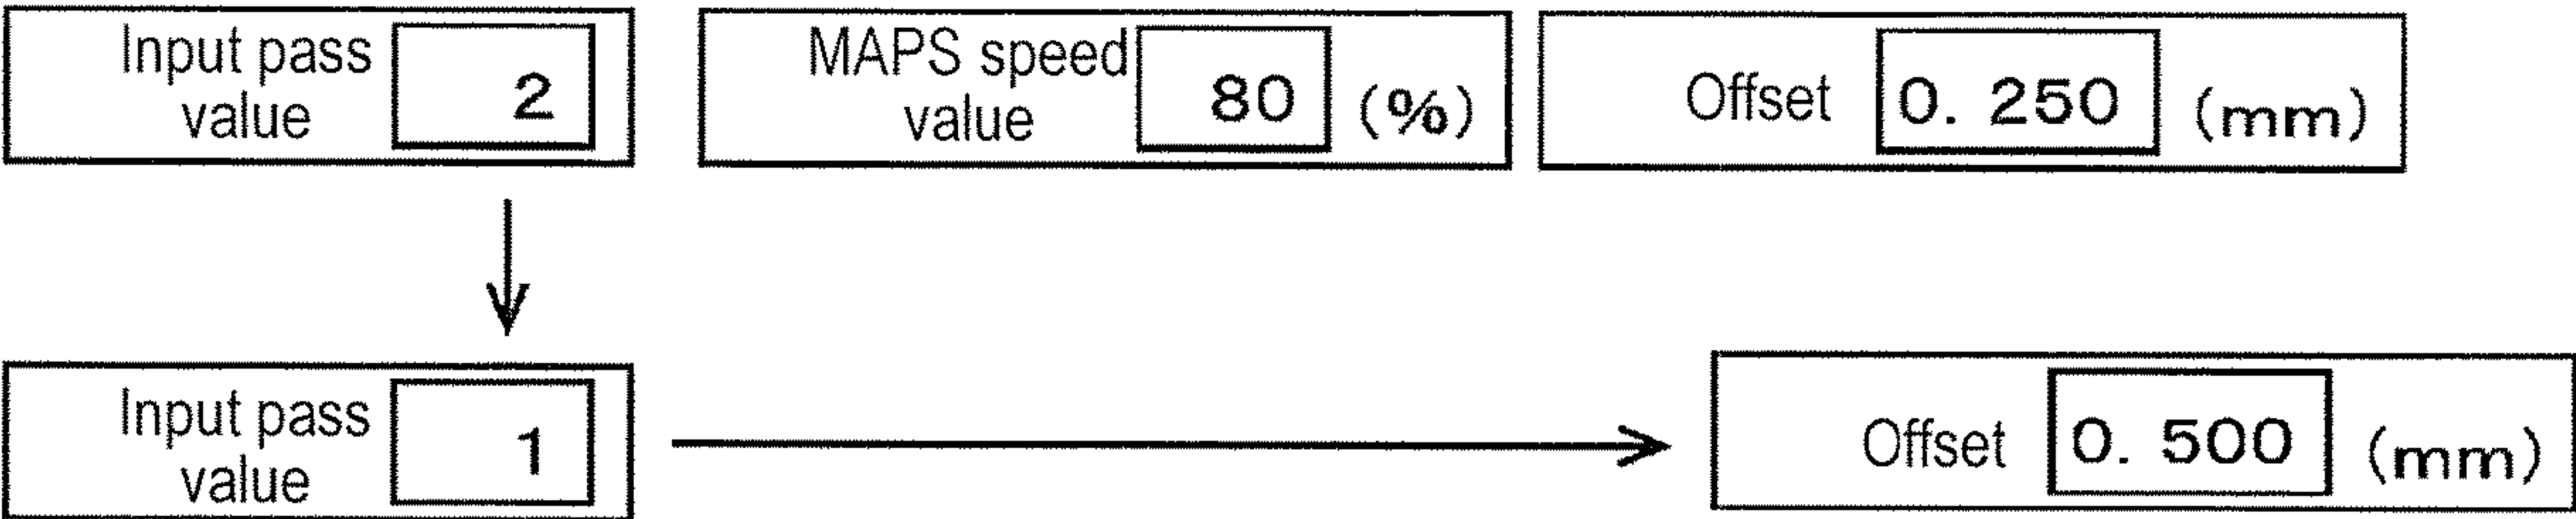 Input pass
value
2
MAPS speed
value
80
(%)
Offset
0. 250
(mm)
Input pass
value
1
Offset
0. 500
(mm)